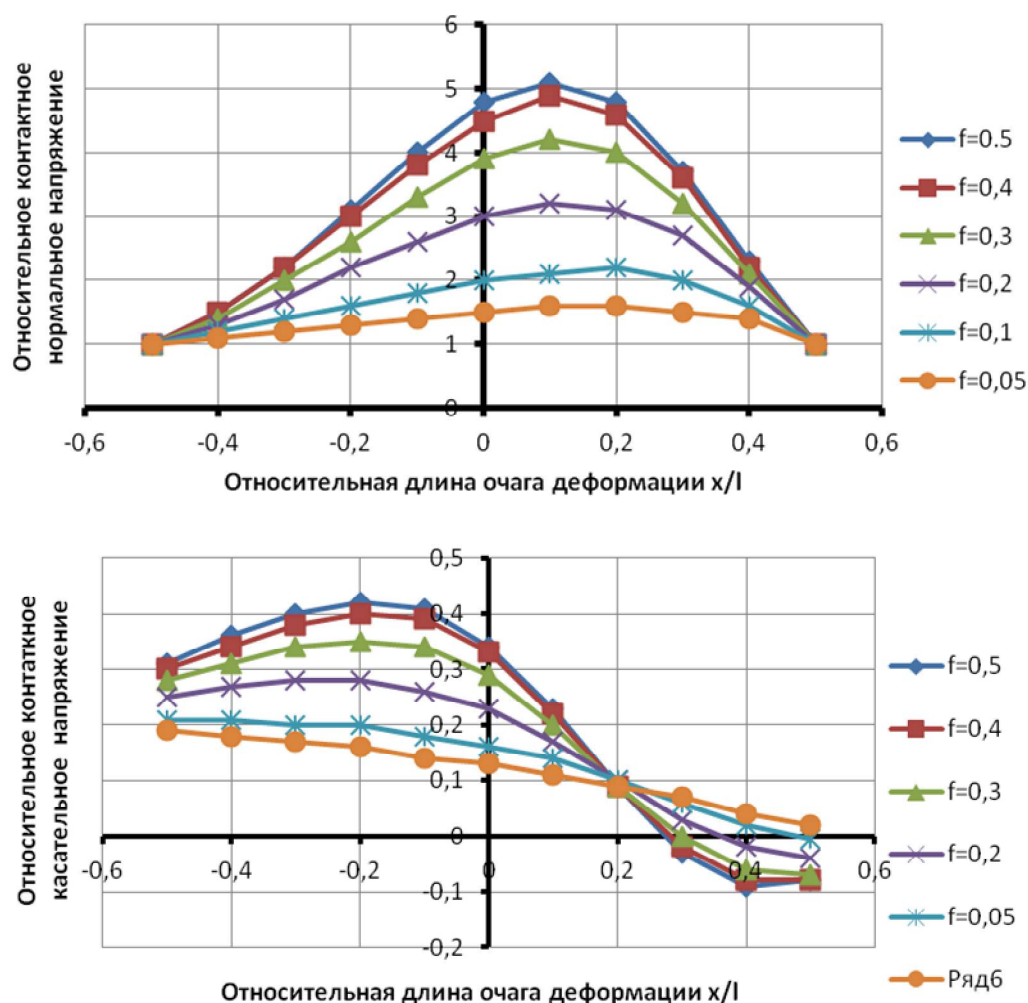 Относительное контактное
нормальное напряжение
6
5
4
3
2
1
0
-0,6
-0,4
-0,2
0
0,2
0,4
0,6
Относительная длина очага деформации x/l
f=0.5
f=0,4
f=0,3
f=0,2
f=0,1
f=0,05
Относительное контаткное
касательное напряжение
0,5
0,4
0,3
0,2
0,1
0
-0,1
-0,2
-0,6
-0,4
-0,2
0
0,2
0,4
0,6
Относительная длина очага деформации x/l
f=0,5
f=0,4
f=0,3
f=0,2
f=0,05
Ряд6